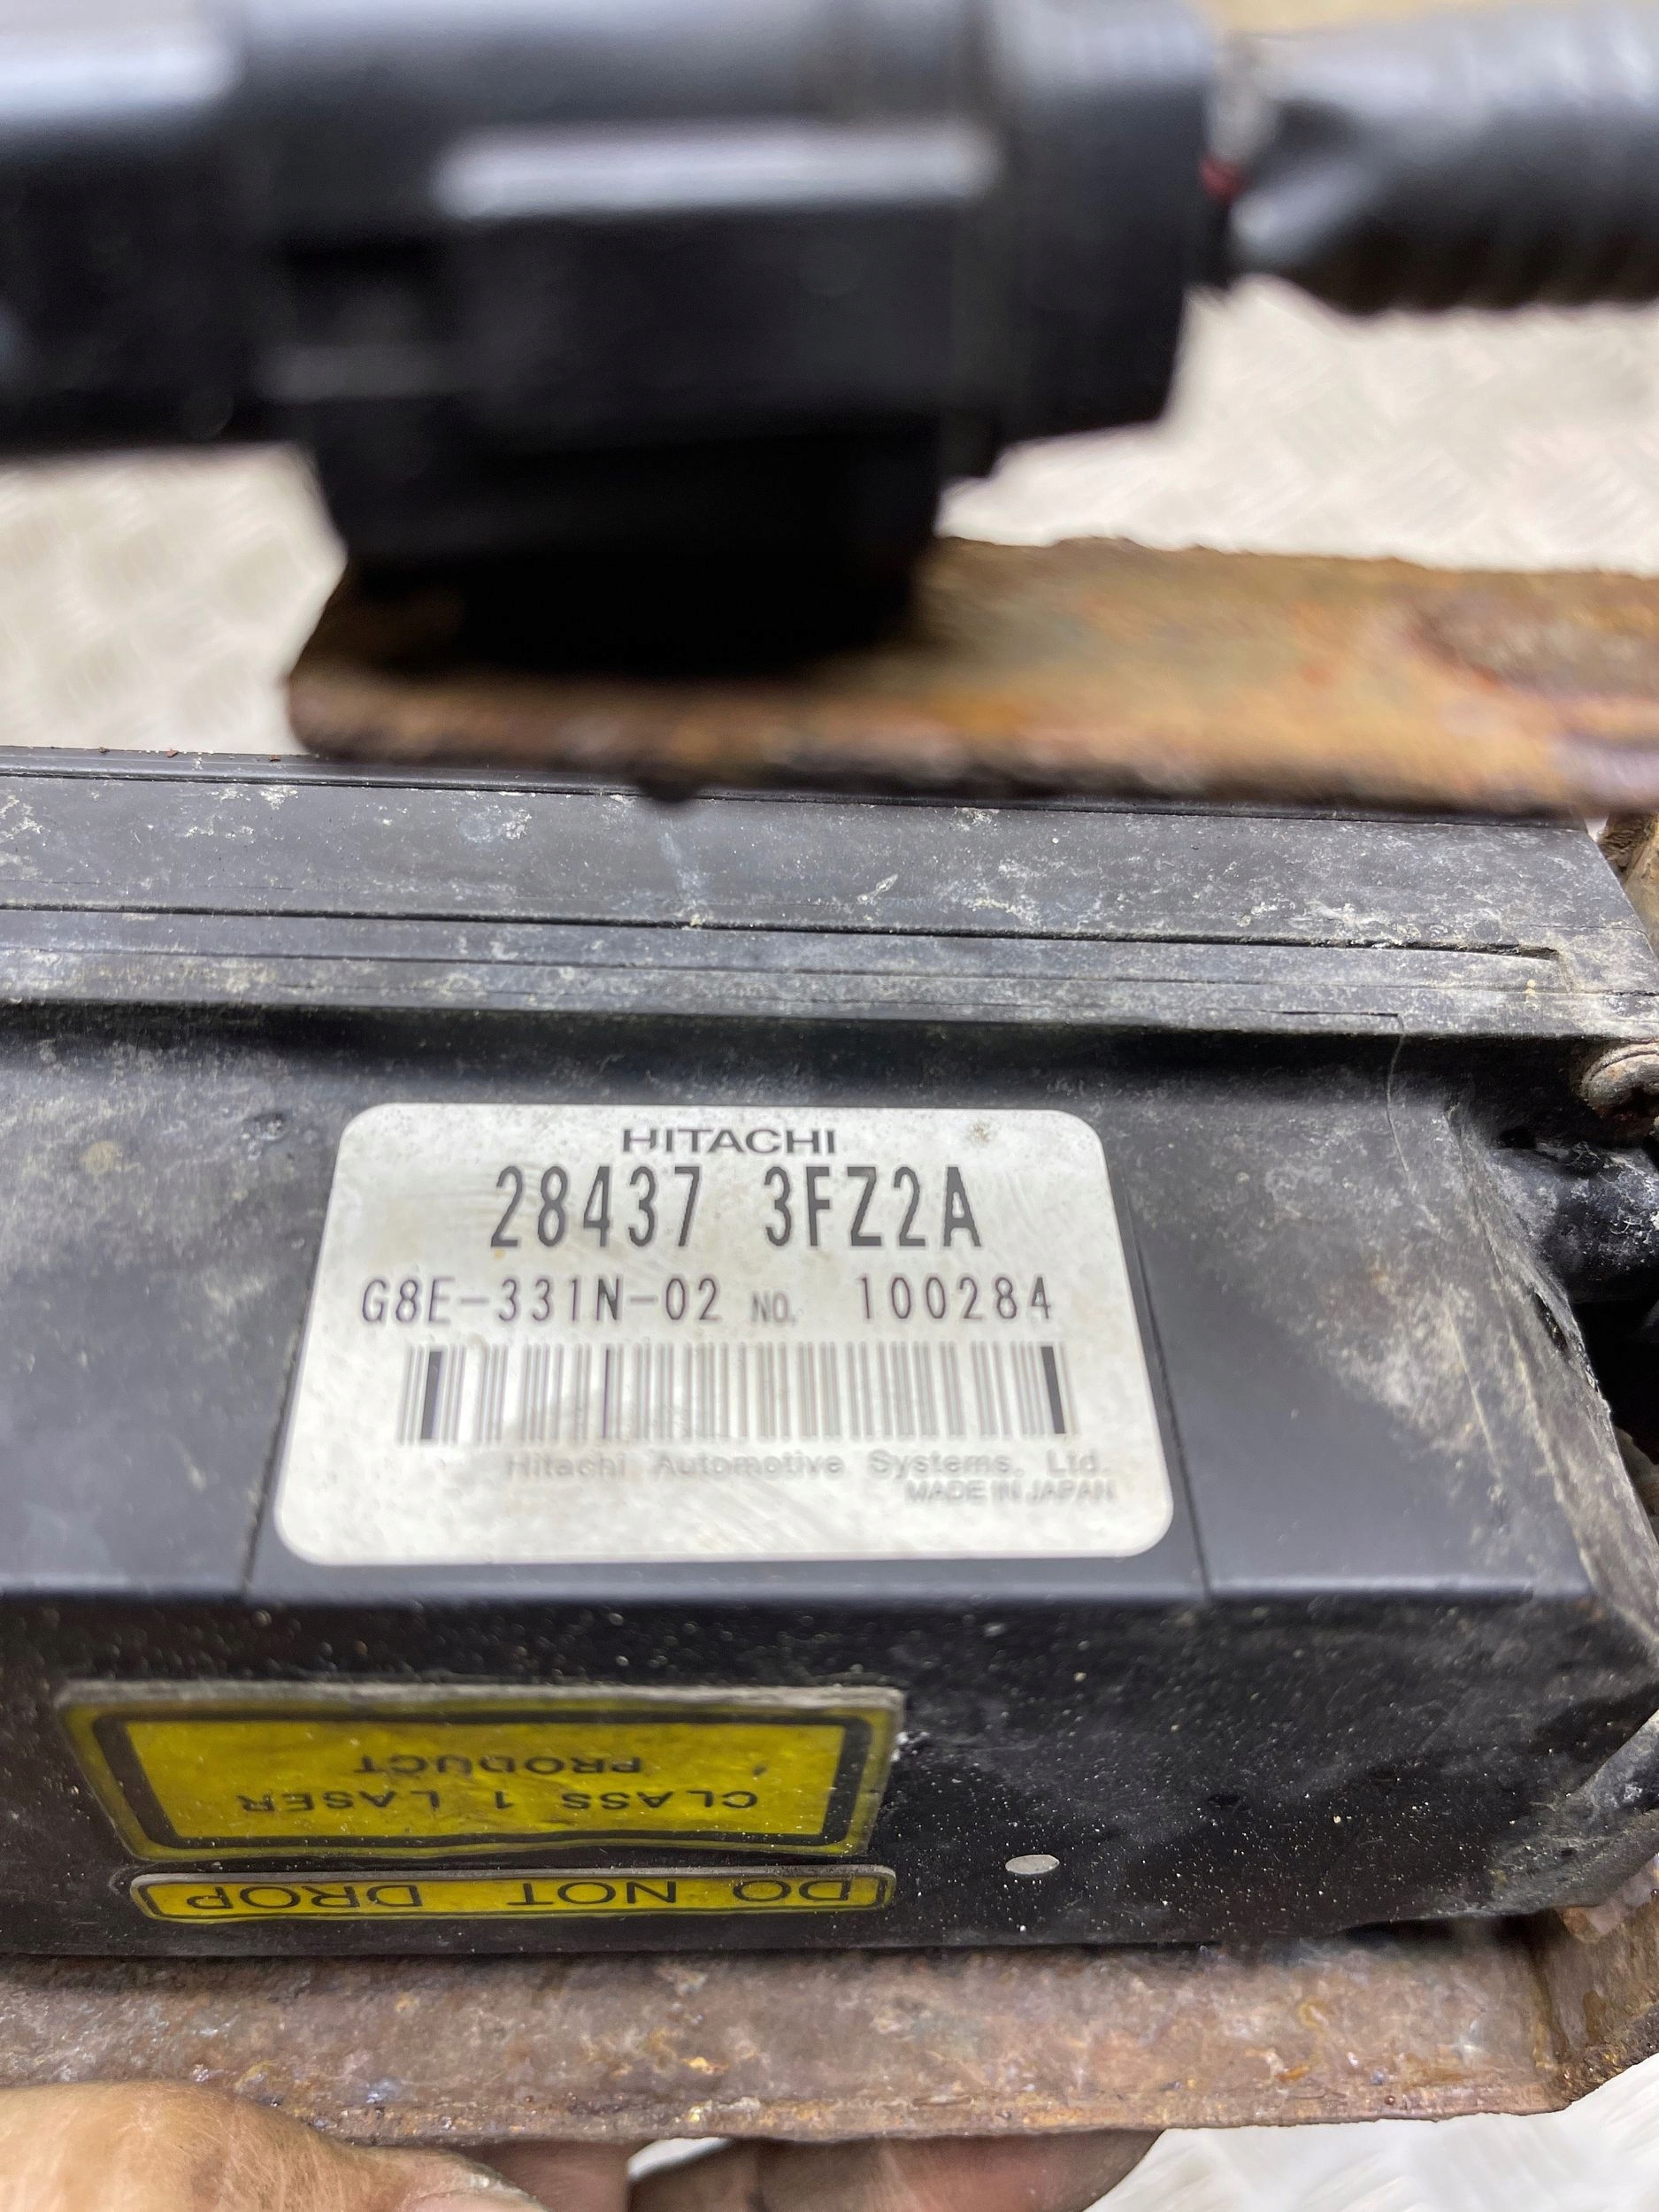 HITACHI
28437 3FZ2A
G8E-331N-02 NO. 100284
Hitachi Automotive Systems, Ltd.
MADE IN JAPAN
CLASS 1 LASER
PRODUCT
DO NOT DROP